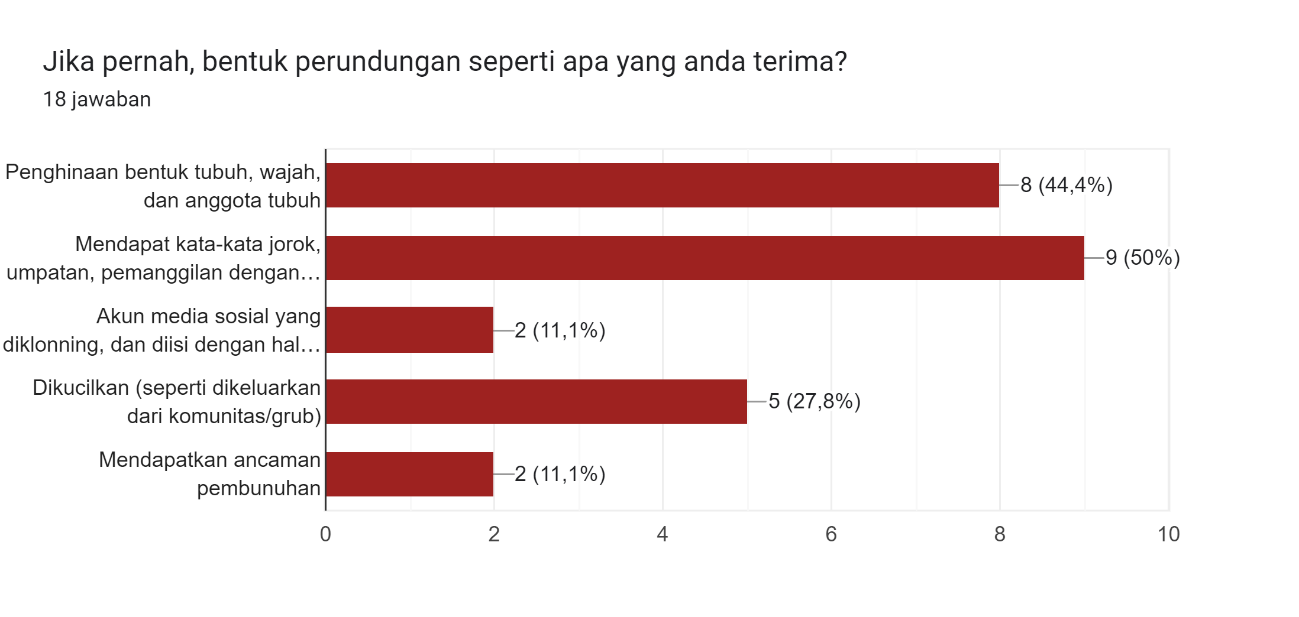 Jika pernah, bentuk perundungan seperti apa yang anda terima?
18 jawaban
Penghinaan bentuk tubuh, wajah,
dan anggota tubuh
8 (44,4%)
Mendapat kata-kata jorok,
umpatan, pemanggilan dengan…
9 (50%)
Akun media sosial yang
diklonning, dan diisi dengan hal…
2 (11,1%)
Dikucilkan (seperti dikeluarkan
dari komunitas/grub)
5 (27,8%)
Mendapatkan ancaman
pembunuhan
2 (11,1%)
0 2 4 6 8 10